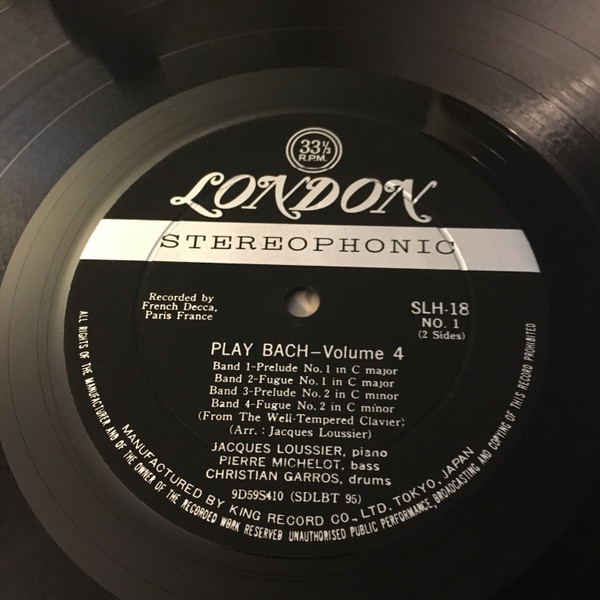 33⅓
R.P.M.
LONDON
STEREOPHONIC
Recorded by
French Decca,
Paris France
SLH-18
NO. 1
(2 Sides)
PLAY BACH—Volume 4
Band 1-Prelude No. 1 in C major
Band 2-Fugue No. 1 in C major
Band 3-Prelude No. 2 in C minor
Band 4-Fugue No. 2 in C minor
(From The Well-Tempered Clavier)
(Arr.: Jacques Loussier)
JACQUES LOUSSIER, piano
PIERRE MICHELOT, bass
CHRISTIAN GARROS, drums
9D59S410 (SDLBT 95)
MANUFACTURED BY KING RECORD CO., LTD. TOKYO, JAPAN
ALL RIGHTS OF THE MANUFACTURER AND OF THE OWNER OF THE RECORDED WORK RESERVED UNAUTHORISED PUBLIC PERFORMANCE, BROADCASTING AND COPYING OF THIS RECORD PROHIBITED